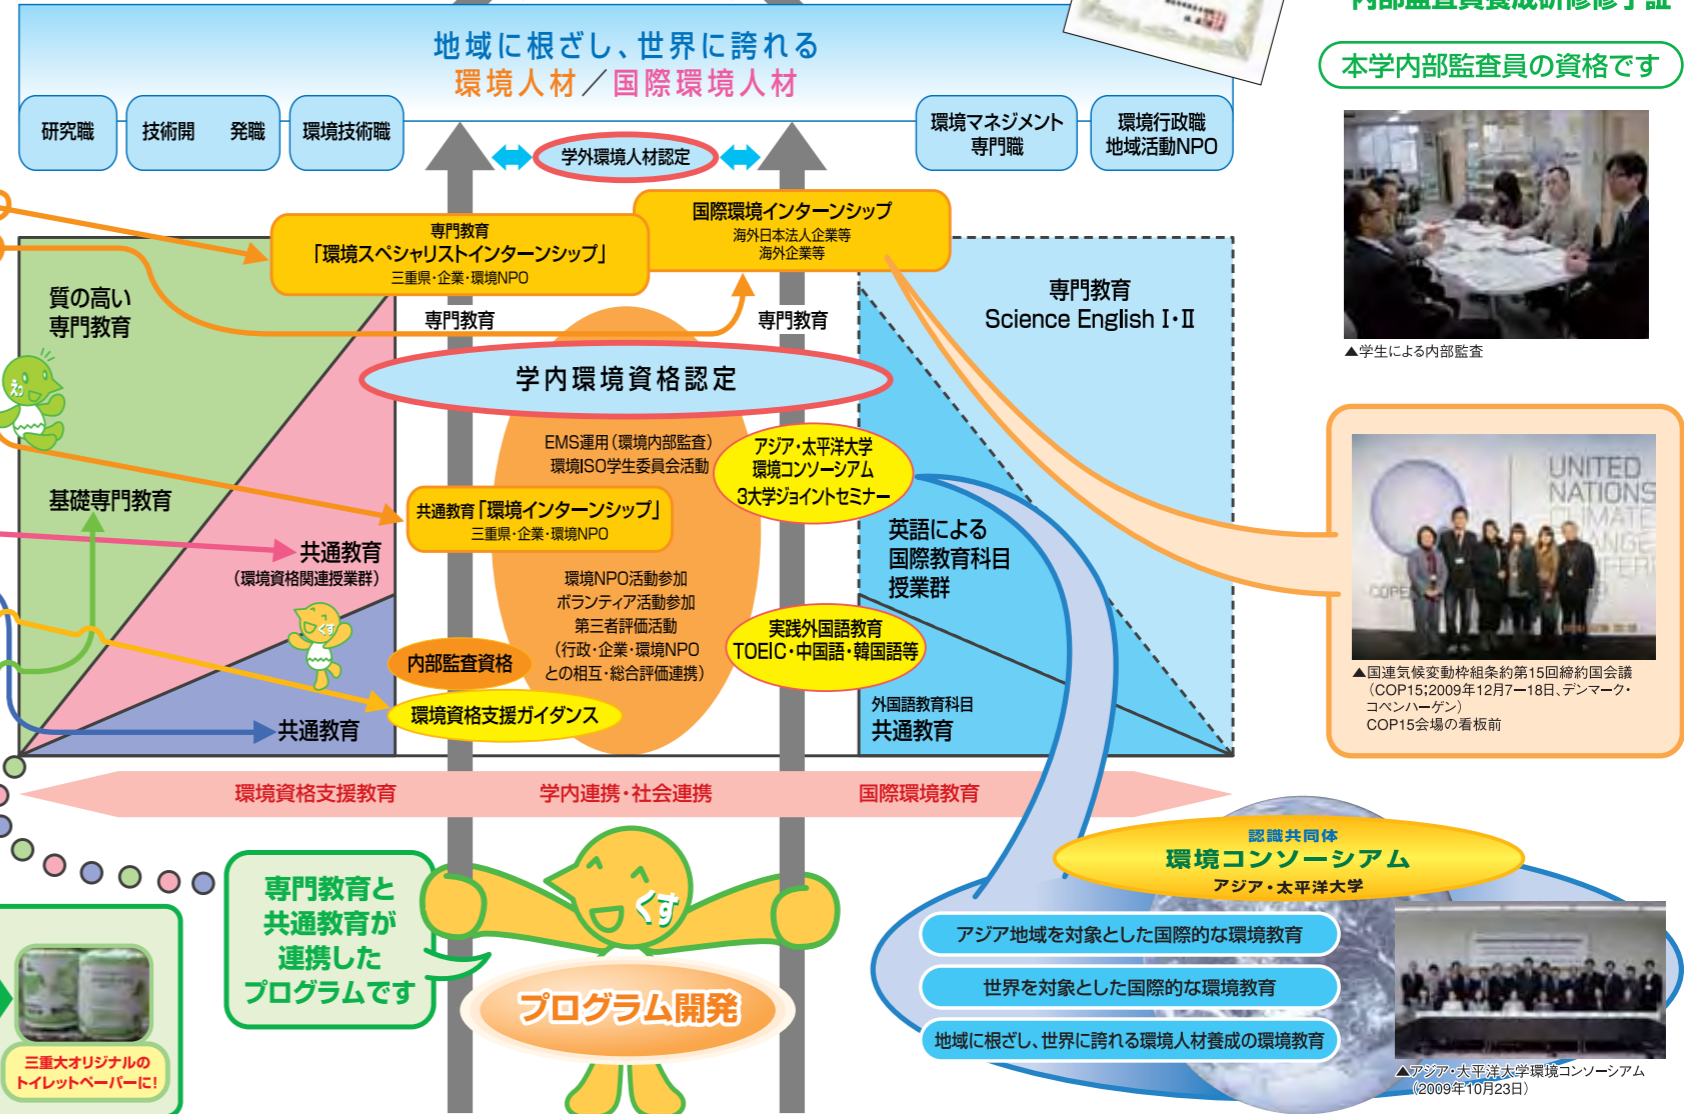 内部監査員養成研修修了証
本学内部監査員の資格です
地域に根ざし、世界に誇れる
環境人材／国際環境人材
研究職
技術開　発職
環境技術職
学外環境人材認定
環境マネジメント
専門職
環境行政職
地域活動NPO
▲学生による内部監査
専門教育
「環境スペシャリストインターンシップ」
三重県・企業・環境NPO
国際環境インターンシップ
海外日本法人企業等
海外企業等
質の高い
専門教育
専門教育
専門教育
専門教育
Science English Ⅰ・Ⅱ
学内環境資格認定
えっ
EMS運用（環境内部監査）
環境ISO学生委員会活動
アジア・太平洋大学
環境コンソーシアム
3大学ジョイントセミナー
基礎専門教育
共通教育「環境インターンシップ」
三重県・企業・環境NPO
共通教育
（環境資格関連授業群）
英語による
国際教育科目
授業群
環境NPO活動参加
ボランティア活動参加
第三者評価活動
（行政・企業・環境NPO
との相互・総合評価連携）
くす
実践外国語教育
TOEIC・中国語・韓国語等
内部監査資格
環境資格支援ガイダンス
共通教育
外国語教育科目
共通教育
UNITED
NATIONS
CLIMATE
▲国連気候変動枠組条約第15回締約国会議
（COP15;2009年12月7ー18日、デンマーク・
コペンハーゲン）
COP15会場の看板前
環境資格支援教育
学内連携・社会連携
国際環境教育
専門教育と
共通教育が
連携した
プログラムです
くす
プログラム開発
三重大オリジナルの
トイレットペーパーに!
認識共同体
環境コンソーシアム
アジア・太平洋大学
アジア地域を対象とした国際的な環境教育
世界を対象とした国際的な環境教育
地域に根ざし、世界に誇れる環境人材養成の環境教育
▲アジア・太平洋大学環境コンソーシアム
（2009年10月23日）